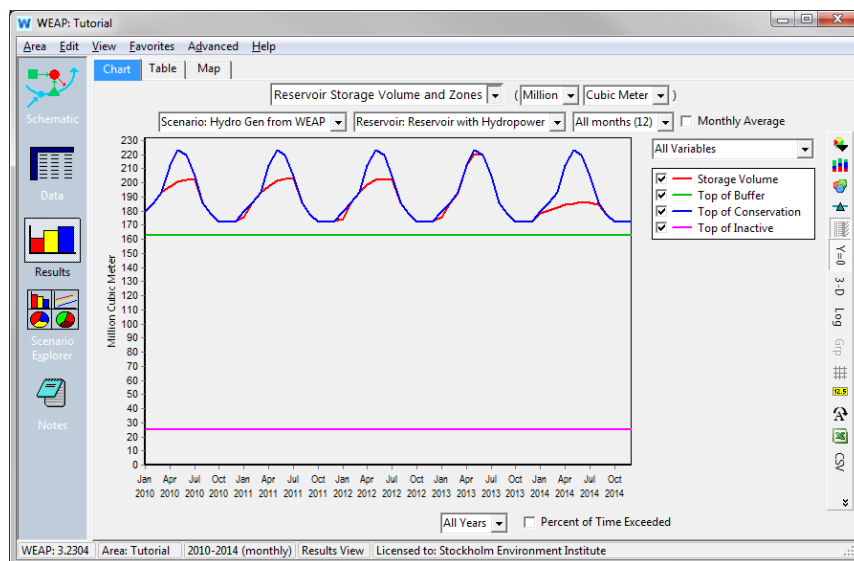 WEAP: Tutorial
Area Edit View Favorites Advanced Help
Chart Table Map
Reservoir Storage Volume and Zones ( Million Cubic Meter )
Scenario: Hydro Gen from WEAP Reservoir: Reservoir with Hydropower All months (12) Monthly Average
Schematic
Data
Results
Scenario
Explorer
Notes
All Variables
Storage Volume
Top of Buffer
Top of Conservation
Top of Inactive
Million Cubic Meter
230
220
210
200
190
180
170
160
150
140
130
120
110
100
90
80
70
60
50
40
30
20
10
0
Jan Apr Jul Oct Jan Apr Jul Oct Jan Apr Jul Oct Jan Apr Jul Oct Jan Apr Jul Oct
2010 2010 2010 2010 2011 2011 2011 2011 2012 2012 2012 2012 2013 2013 2013 2013 2014 2014 2014 2014
Y=0
3-D
Log
Grp
12.5
CSV
All Years Percent of Time Exceeded
WEAP: 3.2304 Area: Tutorial 2010-2014 (monthly) Results View Licensed to: Stockholm Environment Institute